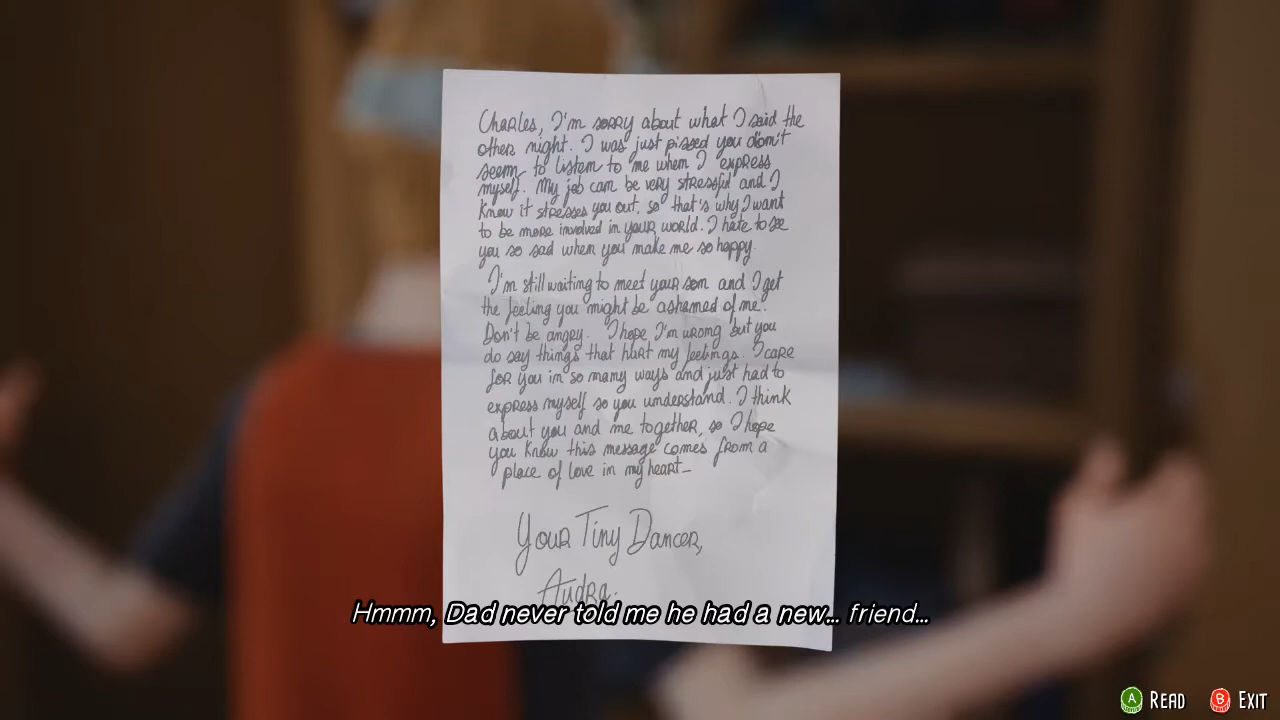 Charles, I'm sorry about what I said the
other night. I was just pissed you don't
seem to listen to me when I express
myself. My job can be very stressful and I
know it stresses you out, so that's why I want
to be more involved in your world. I hate to see
you so sad when you make me so happy.
I'm still waiting to meet your son and I get
the feeling you might be ashamed of me.
Don't be angry. I hope I'm wrong but you
do say things that hurt my feelings. I care
for you in so many ways and just had to
express myself so you understand. I think
about you and me together, so I hope
you know this message comes from a
place of love in my heart–
Your Tiny Dancer,
Audra.
Hmmm, Dad never told me he had a new... friend...
A READ B EXIT